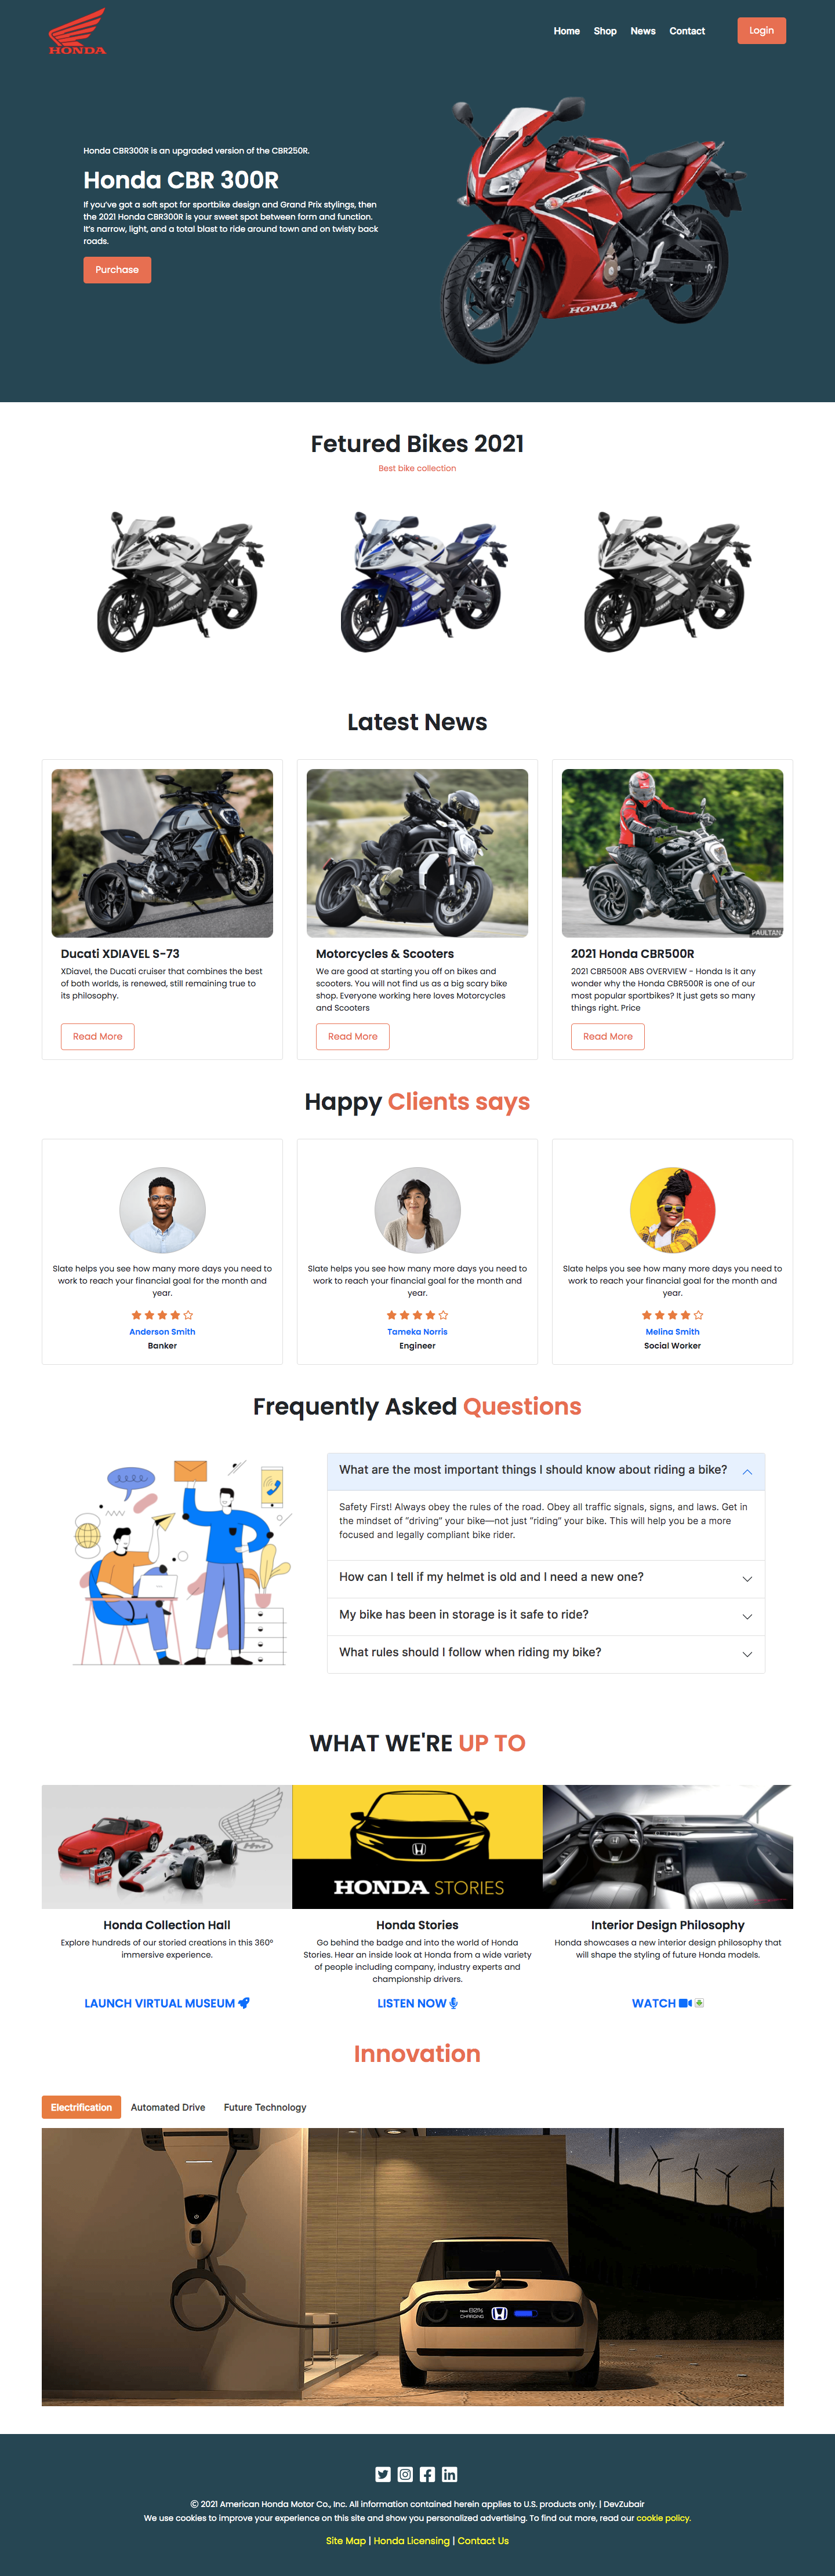 HONDA
Home Shop News Contact Login
Honda CBR300R is an upgraded version of the CBR250R.
Honda CBR 300R
If you've got a soft spot for sportbike design and Grand Prix stylings, then
the 2021 Honda CBR300R is your sweet spot between form and function.
It's narrow, light, and a total blast to ride around town and on twisty back
roads.
Purchase
HONDA
Fetured Bikes 2021
Best bike collection
Latest News
PAULTAN
Ducati XDIAVEL S-73
XDiavel, the Ducati cruiser that combines the best
of both worlds, is renewed, still remaining true to
its philosophy.
Read More
Motorcycles & Scooters
We are good at starting you off on bikes and
scooters. You will not find us as a big scary bike
shop. Everyone working here loves Motorcycles
and Scooters
Read More
2021 Honda CBR500R
2021 CBR500R ABS OVERVIEW - Honda Is it any
wonder why the Honda CBR500R is one of our
most popular sportbikes? It just gets so many
things right. Price
Read More
Happy Clients says
Slate helps you see how many more days you need to
work to reach your financial goal for the month and
year.
Anderson Smith
Banker
Slate helps you see how many more days you need to
work to reach your financial goal for the month and
year.
Tameka Norris
Engineer
Slate helps you see how many more days you need to
work to reach your financial goal for the month and
year.
Melina Smith
Social Worker
Frequently Asked Questions
What are the most important things I should know about riding a bike?
Safety First! Always obey the rules of the road. Obey all traffic signals, signs, and laws. Get in
the mindset of “driving” your bike—not just “riding” your bike. This will help you be a more
focused and legally compliant bike rider.
How can I tell if my helmet is old and I need a new one?
My bike has been in storage is it safe to ride?
What rules should I follow when riding my bike?
WHAT WE'RE UP TO
HONDA STORIES
Honda Collection Hall
Explore hundreds of our storied creations in this 360°
immersive experience.
LAUNCH VIRTUAL MUSEUM
Honda Stories
Go behind the badge and into the world of Honda
Stories. Hear an inside look at Honda from a wide variety
of people including company, industry experts and
championship drivers.
LISTEN NOW
Interior Design Philosophy
Honda showcases a new interior design philosophy that
will shape the styling of future Honda models.
WATCH
Innovation
Electrification Automated Drive Future Technology
Now 80%
CHARGING
© 2021 American Honda Motor Co., Inc. All information contained herein applies to U.S. products only. | DevZubair
We use cookies to improve your experience on this site and show you personalized advertising. To find out more, read our cookie policy.
Site Map | Honda Licensing | Contact Us